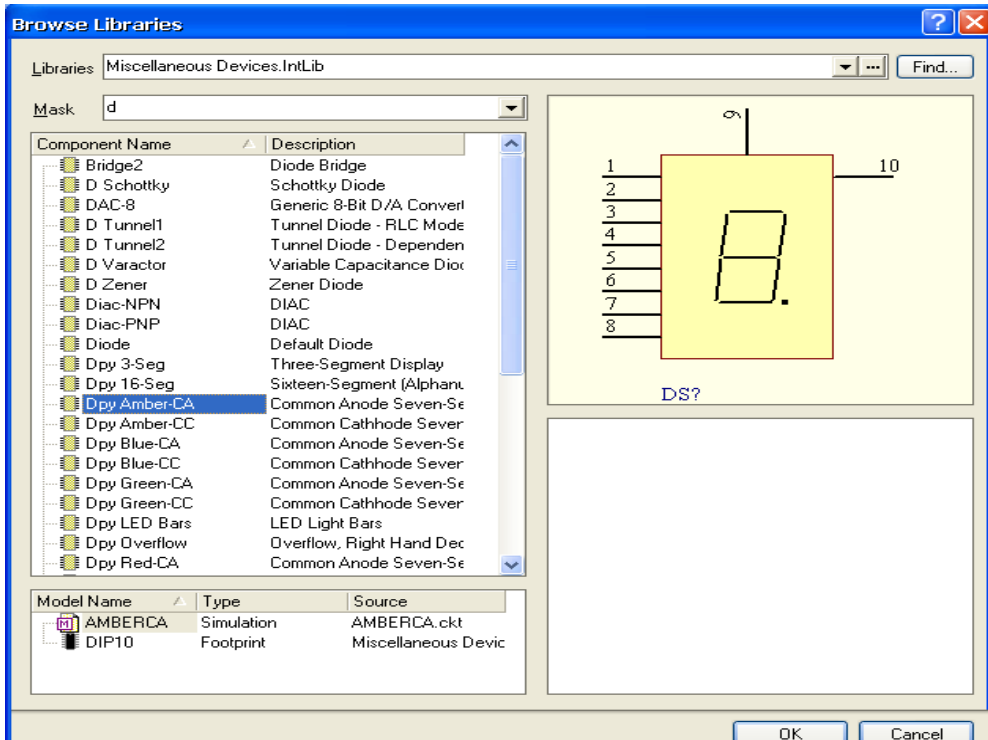 Browse Libraries
Libraries Miscellaneous Devices.IntLib ... Find...
Mask d
Component Name Description
Bridge2 Diode Bridge
D Schottky Schottky Diode
DAC-8 Generic 8-Bit D/A Convert
D Tunnel1 Tunnel Diode - RLC Mode
D Tunnel2 Tunnel Diode - Dependen
D Varactor Variable Capacitance Dioc
D Zener Zener Diode
Diac-NPN DIAC
Diac-PNP DIAC
Diode Default Diode
Dpy 3-Seg Three-Segment Display
Dpy 16-Seg Sixteen-Segment (Alphanu
Dpy Amber-CA Common Anode Seven-Se
Dpy Amber-CC Common Cathhode Sever
Dpy Blue-CA Common Anode Seven-Se
Dpy Blue-CC Common Cathhode Sever
Dpy Green-CA Common Anode Seven-Se
Dpy Green-CC Common Cathhode Sever
Dpy LED Bars LED Light Bars
Dpy Overflow Overflow, Right Hand Dec
Dpy Red-CA Common Anode Seven-Se
Model Name Type Source
AMBERCA Simulation AMBERCA.ckt
DIP10 Footprint Miscellaneous Devic
9
1
2
3
4
5
6
7
8
10
DS?
OK Cancel